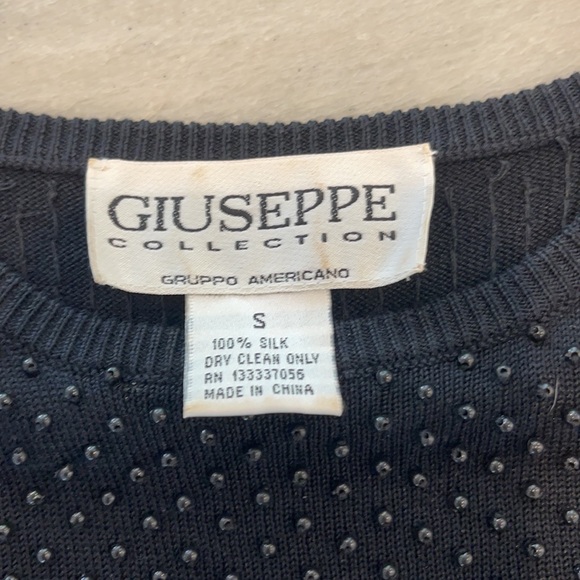 GIUSEPPE
COLLECTION
GRUPPO AMERICANO
S
100% SILK
DRY CLEAN ONLY
RN 133337056
MADE IN CHINA